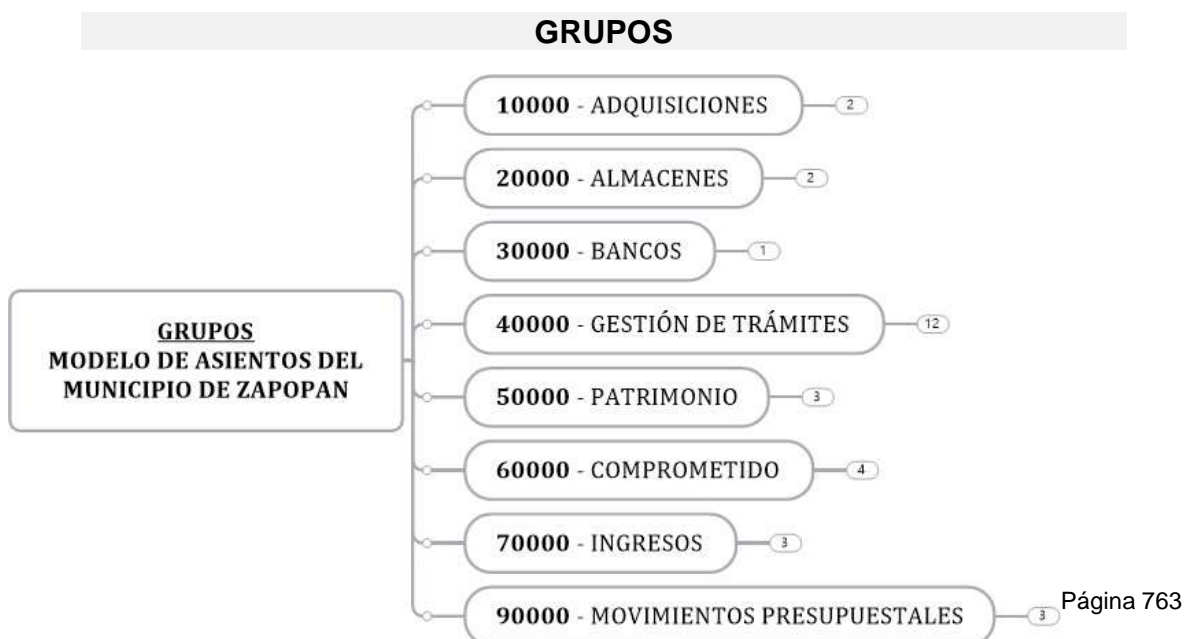 GRUPOS
10000 - ADQUISICIONES 2
20000 - ALMACENES 2
30000 - BANCOS 1
GRUPOS
MODELO DE ASIENTOS DEL
MUNICIPIO DE ZAPOPAN
40000 - GESTIÓN DE TRÁMITES 12
50000 - PATRIMONIO 3
60000 - COMPROMETIDO 4
70000 - INGRESOS 3
90000 - MOVIMIENTOS PRESUPUESTALES 3
Página 763